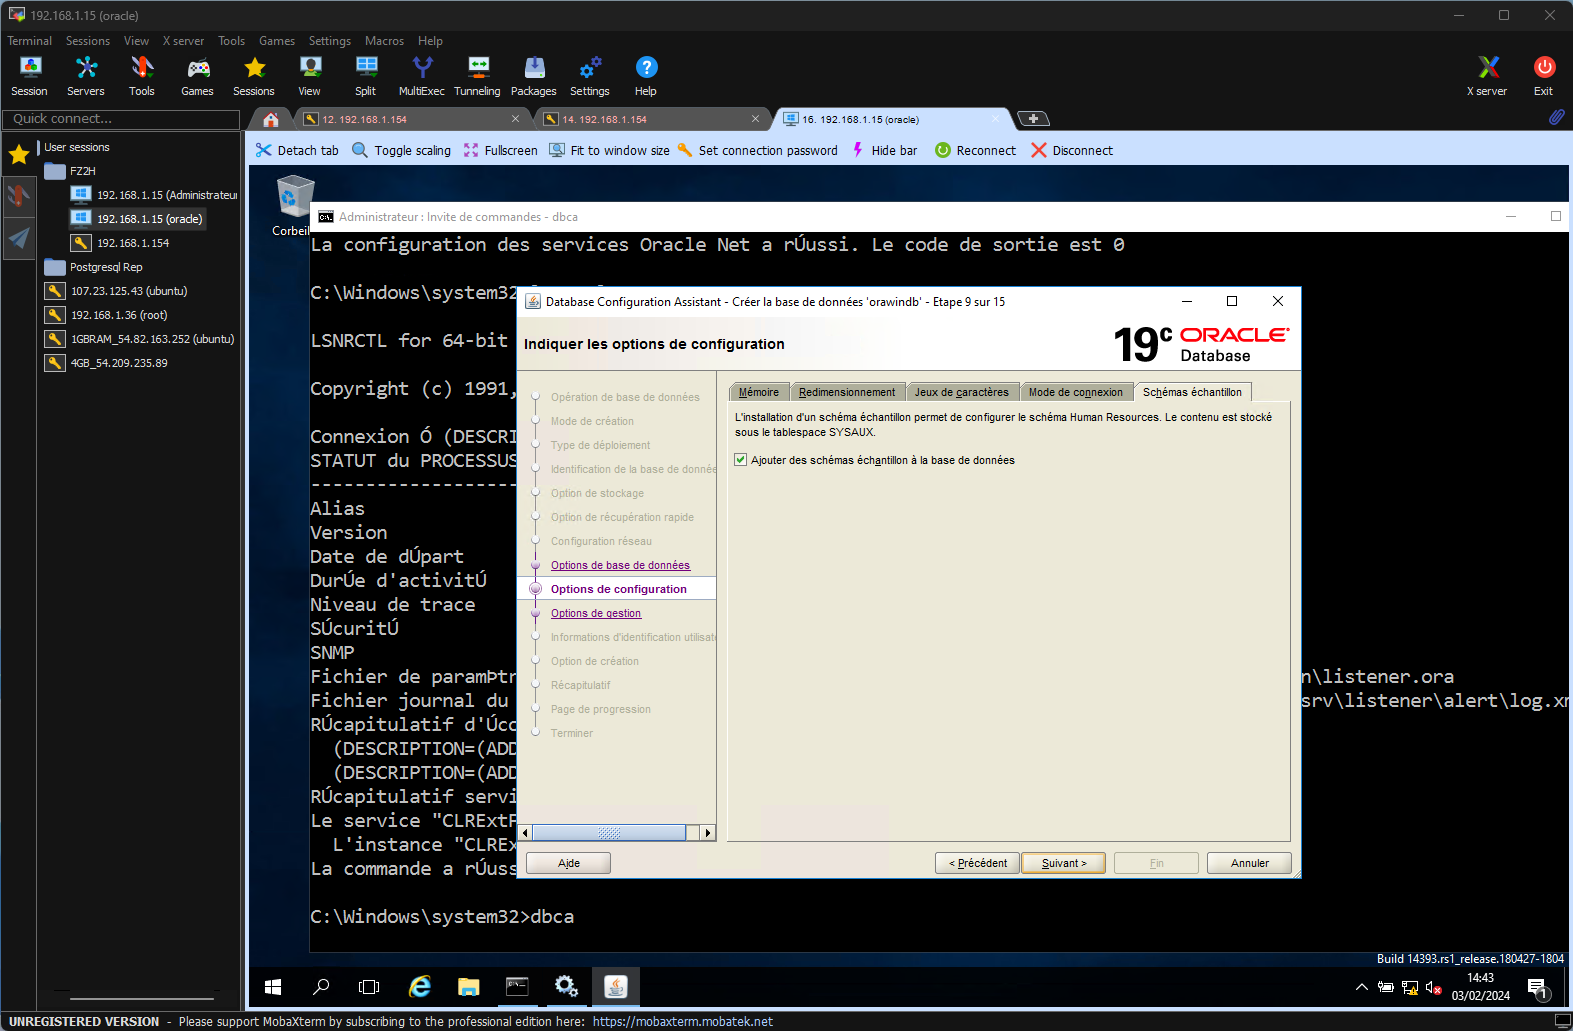 192.168.1.15 (oracle)
Terminal Sessions View X server Tools Games Settings Macros Help
Session Servers Tools Games Sessions View Split MultiExec Tunneling Packages Settings Help X server Exit
Quick connect...
12. 192.168.1.154
14. 192.168.1.154
16. 192.168.1.15 (oracle)
User sessions
FZ2H
192.168.1.15 (Administrateur
192.168.1.15 (oracle)
192.168.1.154
Postgresql Rep
107.23.125.43 (ubuntu)
192.168.1.36 (root)
1GBRAM_54.82.163.252 (ubuntu)
4GB_54.209.235.89
Detach tab Toggle scaling Fullscreen Fit to window size Set connection password Hide bar Reconnect Disconnect
Corbeil
Administrateur : Invite de commandes - dbca
La configuration des services Oracle Net a rÚussi. Le code de sortie est 0
C:\Windows\system32
LSNRCTL for 64-bit
Copyright (c) 1991,
Connexion Ó (DESCRI
STATUT du PROCESSUS
------------------
Alias
Version
Date de dÚpart
DurÚe d'activitÚ
Niveau de trace
SÚcuritÚ
SNMP
Fichier de paramÞtr n\listener.ora
Fichier journal du srv\listener\alert\log.xm
RÚcapitulatif d'Úcc
(DESCRIPTION=(ADD
(DESCRIPTION=(ADD
RÚcapitulatif servi
Le service "CLRExtP
L'instance "CLREx
La commande a rÚuss
C:\Windows\system32>dbca
Database Configuration Assistant - Créer la base de données 'orawindb' - Etape 9 sur 15
Indiquer les options de configuration
19c ORACLE
Database
Opération de base de données
Mode de création
Type de déploiement
Identification de la base de donnée
Option de stockage
Option de récupération rapide
Configuration réseau
Options de base de données
Options de configuration
Options de gestion
Informations d'identification utilisat
Option de création
Récapitulatif
Page de progression
Terminer
Mémoire Redimensionnement Jeux de caractères Mode de connexion Schémas échantillon
L'installation d'un schéma échantillon permet de configurer le schéma Human Resources. Le contenu est stocké
sous le tablespace SYSAUX.
Ajouter des schémas échantillon à la base de données
Aide < Précédent Suivant > Fin Annuler
Build 14393.rs1_release.180427-1804
14:43
03/02/2024
1
UNREGISTERED VERSION - Please support MobaXterm by subscribing to the professional edition here: https://mobaxterm.mobatek.net